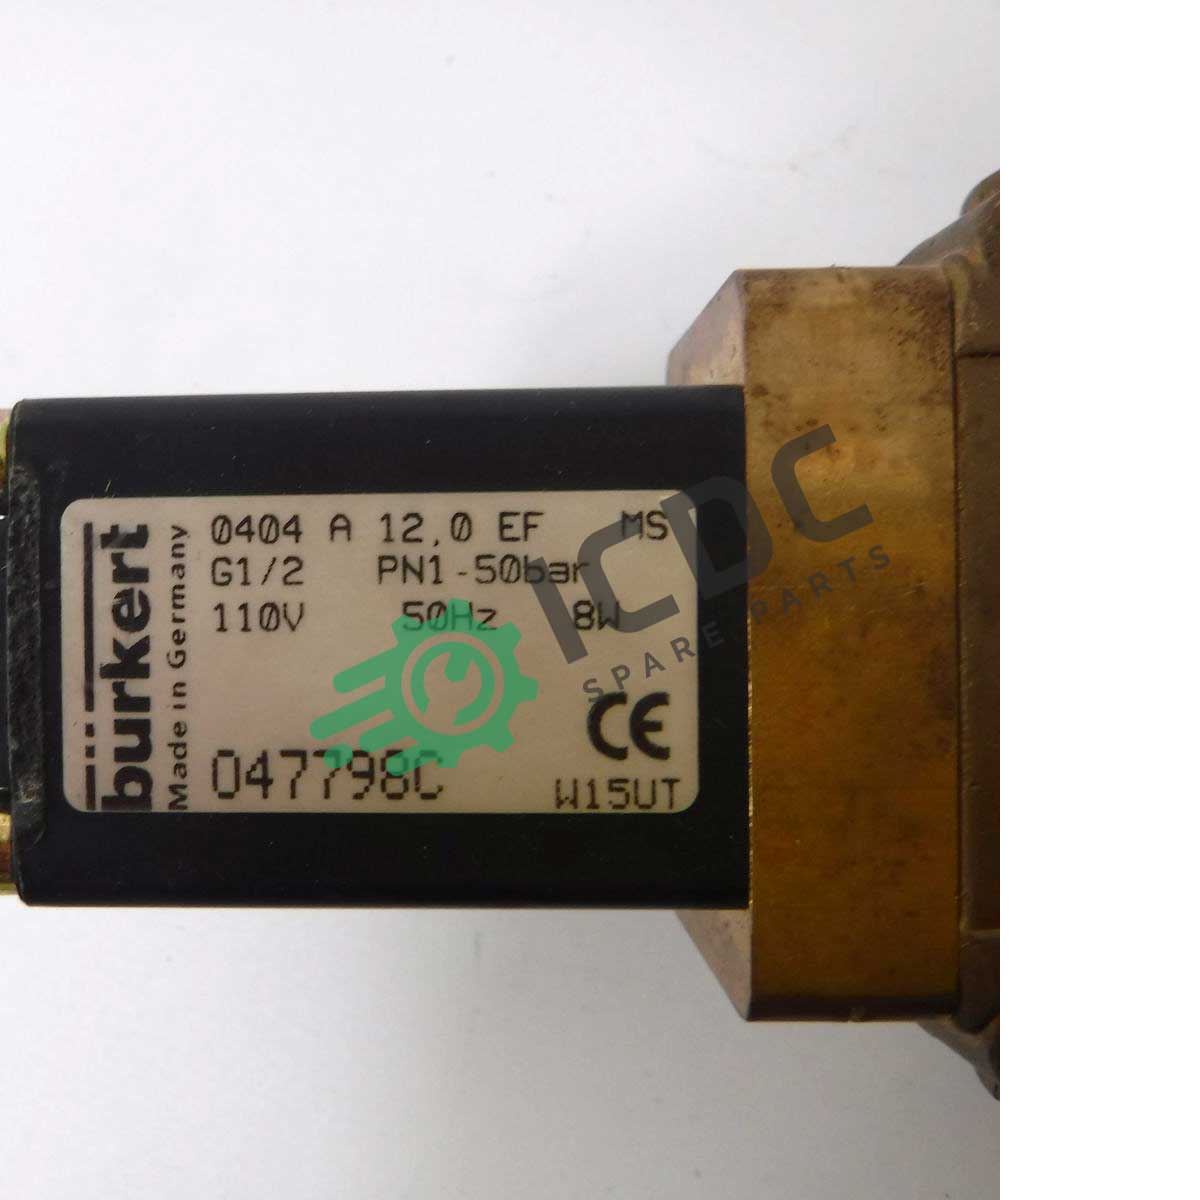 bürkert
Made in Germany
0404 A 12,0 EF MS
G1/2 PN1-50bar
110V 50Hz 8W
CE
047798C
W15UT
ICDC
SPARE PARTS